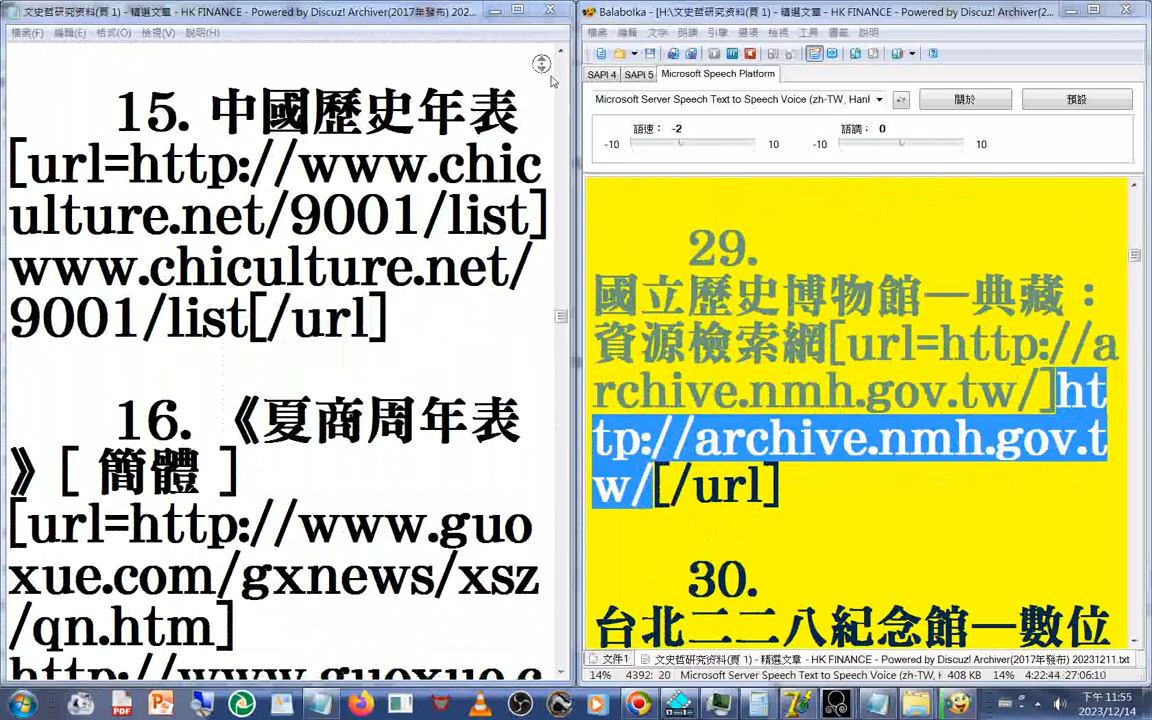 文史哲研究资料(頁 1) - 精選文章 - HK FINANCE - Powered by Discuz! Archiver(2017年發布) 202...
檔案(F) 編輯(E) 格式(O) 檢視(V) 說明(H)
15. 中國歷史年表
[url=http://www.chic
ulture.net/9001/list]
www.chiculture.net/
9001/list[/url]
16. 《夏商周年表
》[ 簡體 ]
[url=http://www.guo
xue.com/gxnews/xsz
/qn.htm]
http://www.guoxue.c
Balabolka - [H:\文史哲研究资料(頁 1) - 精選文章 - HK FINANCE - Powered by Discuz! Archiver(2...
檔案 編輯 文字 朗讀 引擎 選項 檢視 工具 書籤 說明
SAPI 4 SAPI 5 Microsoft Speech Platform
Microsoft Server Speech Text to Speech Voice (zh-TW, HanH 關於 預設
語速： -2 語調： 0
-10 10 -10 10
29.
國立歷史博物館—典藏：
資源檢索網[url=http://a
rchive.nmh.gov.tw/]ht
tp://archive.nmh.gov.t
w/[/url]
30.
台北二二八紀念館—數位
文件1 文史哲研究资料(頁 1) - 精選文章 - HK FINANCE - Powered by Discuz! Archiver(2017年發布) 20231211.txt
14% 4392: 20 Microsoft Server Speech Text to Speech Voice (zh-TW, 408 KB 14% 4:22:44/27:06:10
下午 11:55
2023/12/14